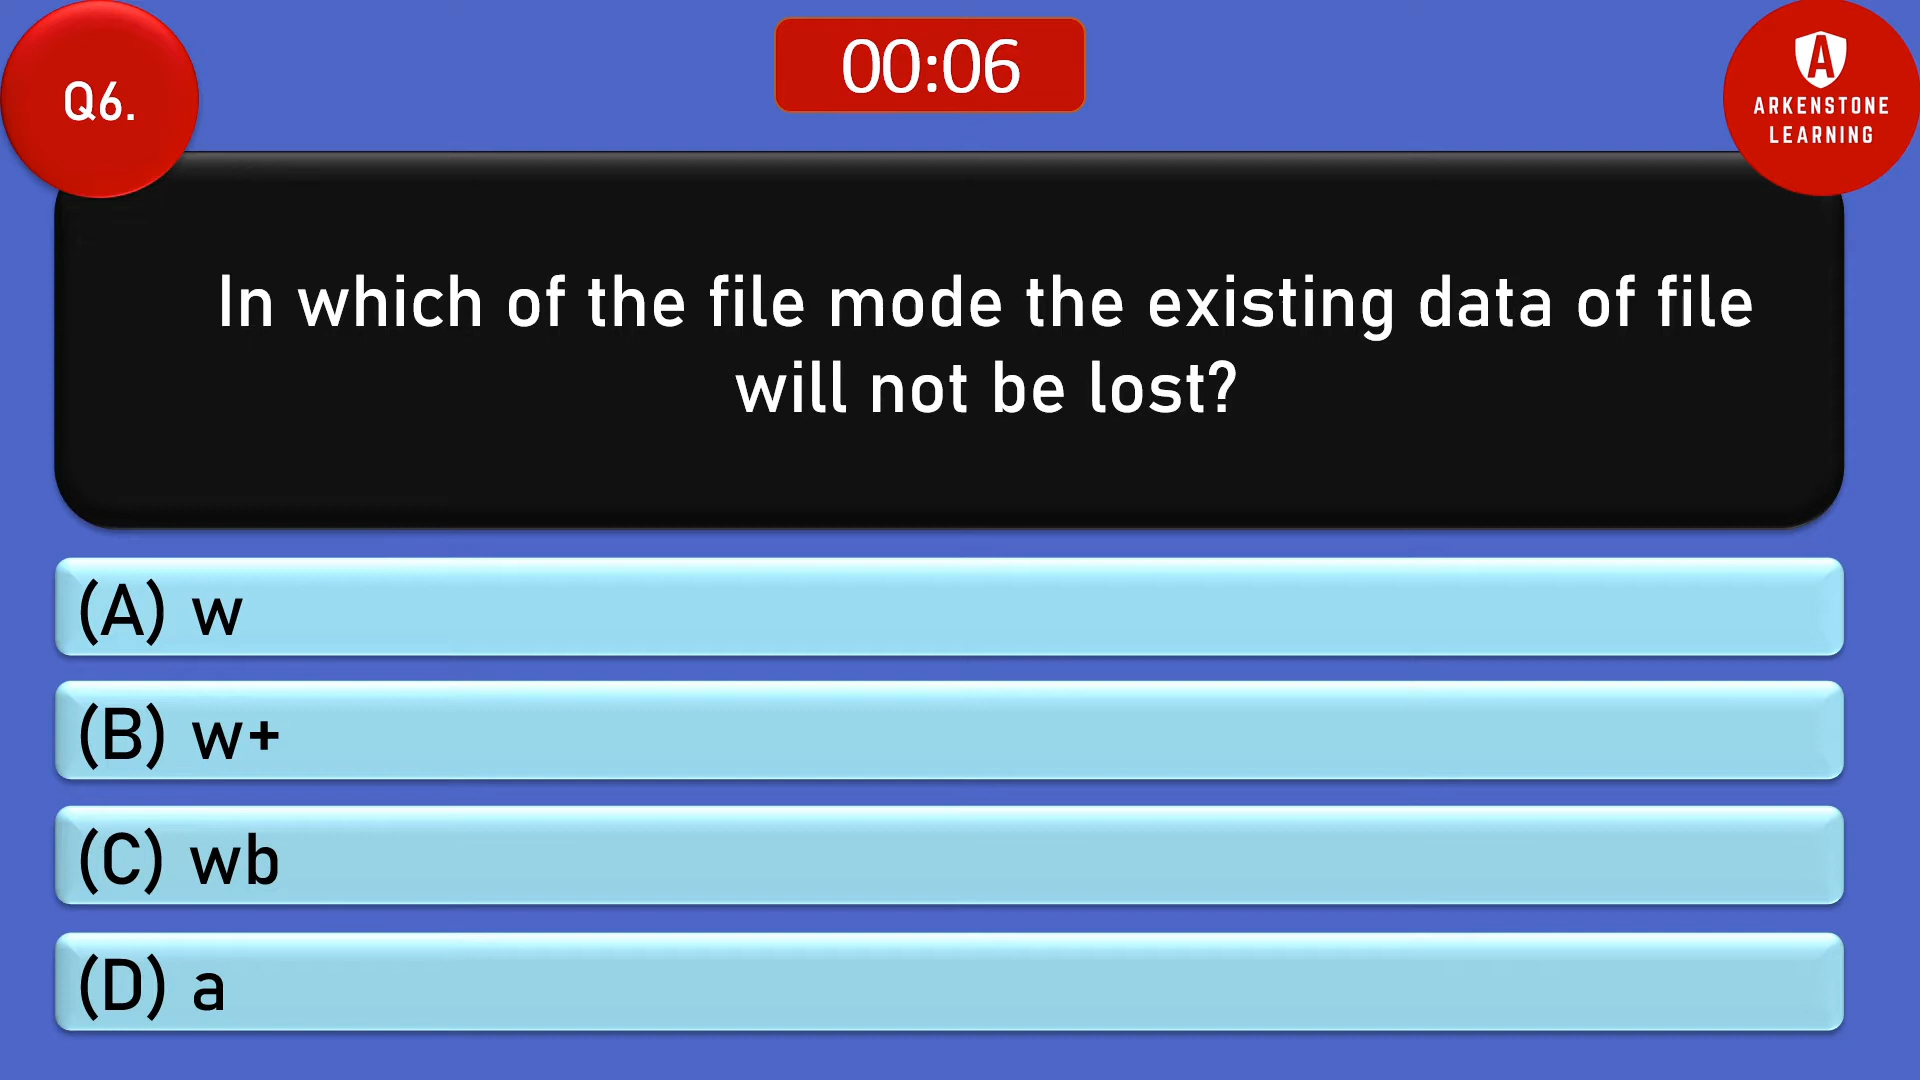 Q6.
00:06
A
ARKENSTONE
LEARNING
In which of the file mode the existing data of file
will not be lost?
(A) w
(B) w+
(C) wb
(D) a